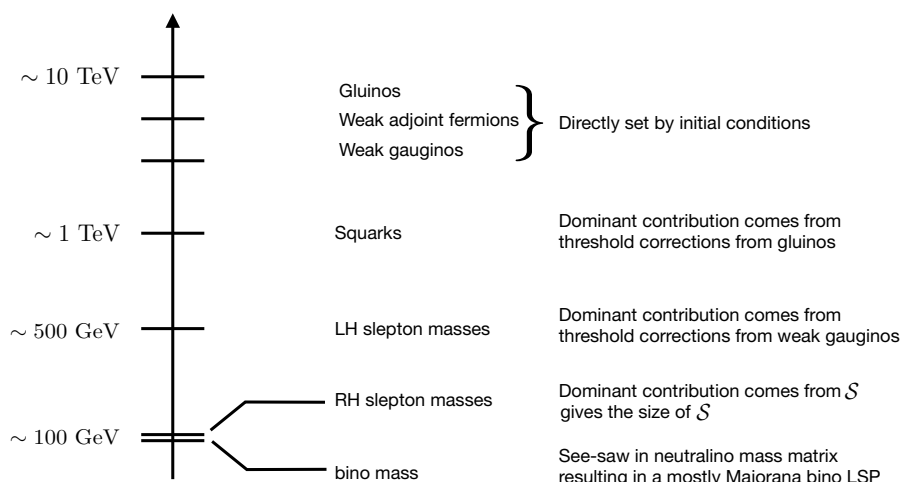 ∼ 10 TeV
Gluinos
Weak adjoint fermions
Weak gauginos
Directly set by initial conditions
∼ 1 TeV
Squarks
Dominant contribution comes from
threshold corrections from gluinos
∼ 500 GeV
LH slepton masses
Dominant contribution comes from
threshold corrections from weak gauginos
RH slepton masses
Dominant contribution comes from 𝒮
gives the size of 𝒮
∼ 100 GeV
bino mass
See-saw in neutralino mass matrix
resulting in a mostly Majorana bino LSP